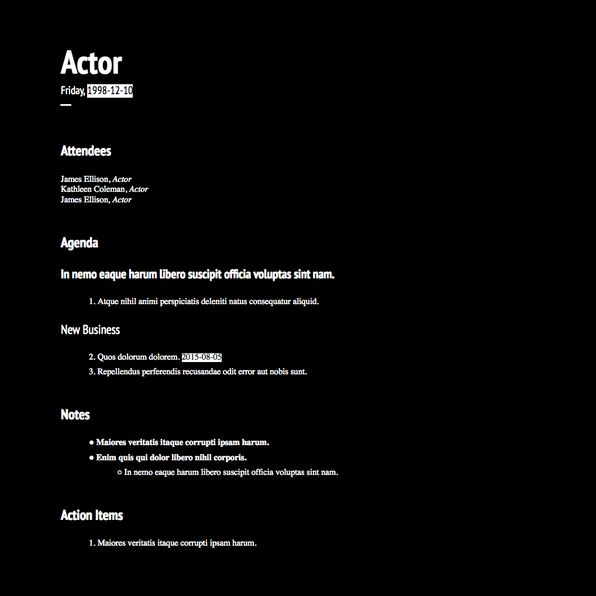 Actor
Friday, 1998-12-10
Attendees
James Ellison, Actor
Kathleen Coleman, Actor
James Ellison, Actor
Agenda
In nemo eaque harum libero suscipit officia voluptas sint nam.
1. Atque nihil animi perspiciatis deleniti natus consequatur aliquid.
New Business
2. Quos dolorum dolorem. 2015-08-05
3. Repellendus perferendis recusandae odit error aut nobis sunt.
Notes
● Maiores veritatis itaque corrupti ipsam harum.
● Enim quis qui dolor libero nihil corporis.
○ In nemo eaque harum libero suscipit officia voluptas sint nam.
Action Items
1. Maiores veritatis itaque corrupti ipsam harum.